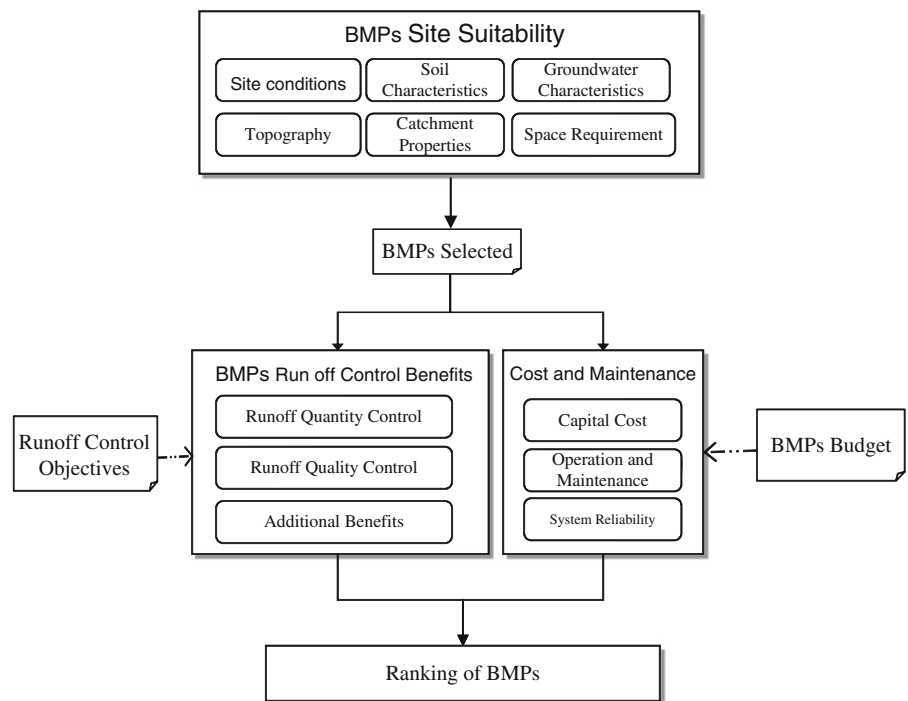 BMPs Site Suitability
Site conditions
Soil
Characteristics
Groundwater
Characteristics
Topography
Catchment
Properties
Space Requirement
BMPs Selected
BMPs Run off Control Benefits
Runoff Quantity Control
Runoff Quality Control
Additional Benefits
Cost and Maintenance
Capital Cost
Operation and
Maintenance
System Reliability
Runoff Control
Objectives
BMPs Budget
Ranking of BMPs